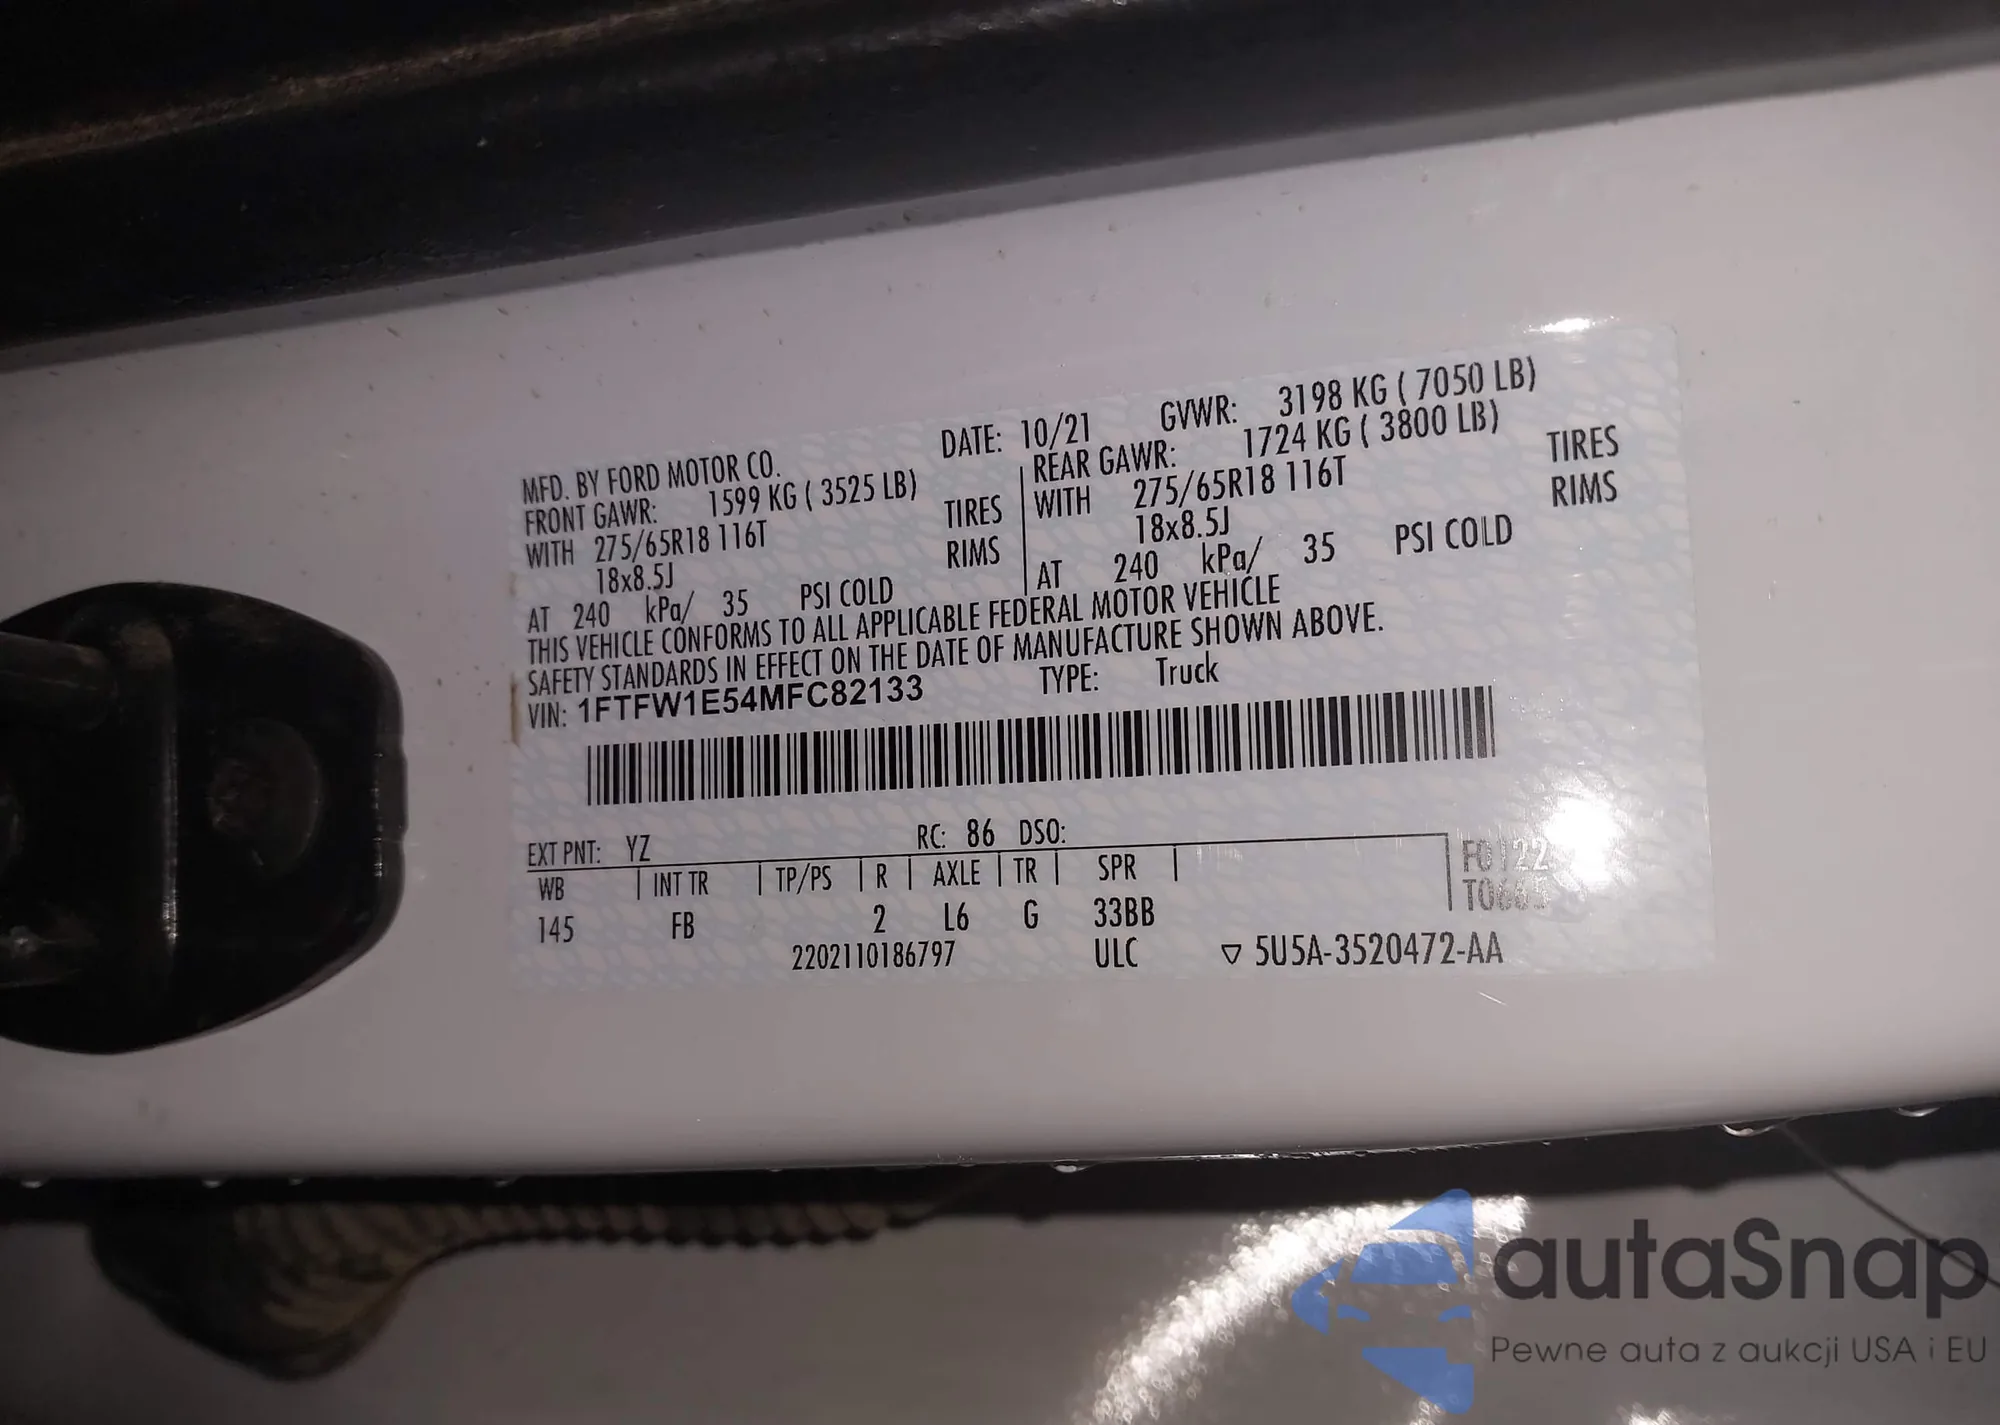 MFD. BY FORD MOTOR CO. DATE: 10/21 GVWR: 3198 KG ( 7050 LB)
FRONT GAWR: 1599 KG ( 3525 LB) REAR GAWR: 1724 KG ( 3800 LB)
WITH 275/65R18 116T TIRES WITH 275/65R18 116T TIRES
18x8.5J RIMS 18x8.5J RIMS
AT 240 kPa/ 35 PSI COLD AT 240 kPa/ 35 PSI COLD
THIS VEHICLE CONFORMS TO ALL APPLICABLE FEDERAL MOTOR VEHICLE
SAFETY STANDARDS IN EFFECT ON THE DATE OF MANUFACTURE SHOWN ABOVE.
VIN: 1FTFW1E54MFC82133 TYPE: Truck
EXT PNT: YZ RC: 86 DSO:
WB INT TR TP/PS R AXLE TR SPR
145 FB 2 L6 G 33BB
2202110186797 ULC ▽ 5U5A-3520472-AA
autaSnap
Pewne auta z aukcji USA i EU